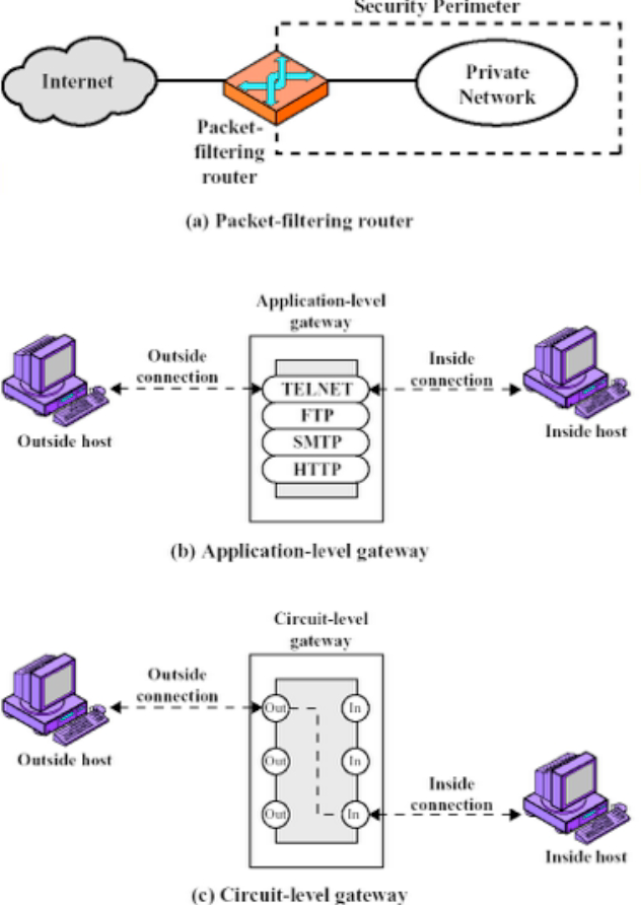 Security Perimeter
Internet
Private
Network
Packet-
filtering
router
(a) Packet-filtering router
Application-level
gateway
Outside
connection
Inside
connection
TELNET
FTP
SMTP
HTTP
Outside host
Inside host
(b) Application-level gateway
Circuit-level
gateway
Outside
connection
Out
In
Out
In
Out
In
Inside
connection
Outside host
Inside host
(c) Circuit-level gateway